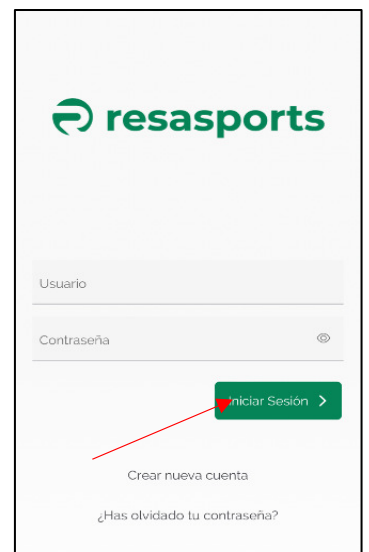 resasports
Usuario
Contraseña
Iniciar Sesión
Crear nueva cuenta
¿Has olvidado tu contraseña?